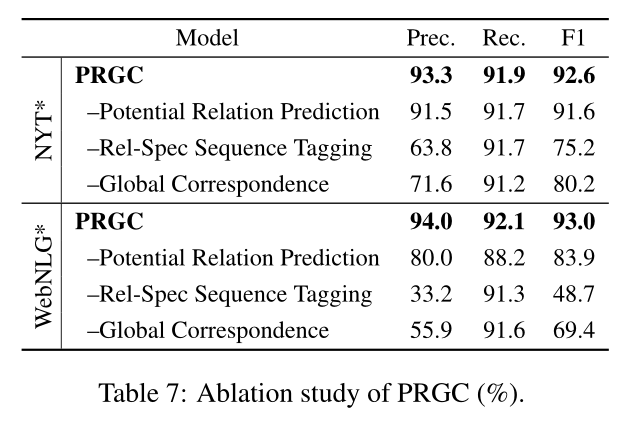 Model Prec. Rec. F1
NYT*
PRGC 93.3 91.9 92.6
–Potential Relation Prediction 91.5 91.7 91.6
–Rel-Spec Sequence Tagging 63.8 91.7 75.2
–Global Correspondence 71.6 91.2 80.2
WebNLG*
PRGC 94.0 92.1 93.0
–Potential Relation Prediction 80.0 88.2 83.9
–Rel-Spec Sequence Tagging 33.2 91.3 48.7
–Global Correspondence 55.9 91.6 69.4
Table 7: Ablation study of PRGC (%).